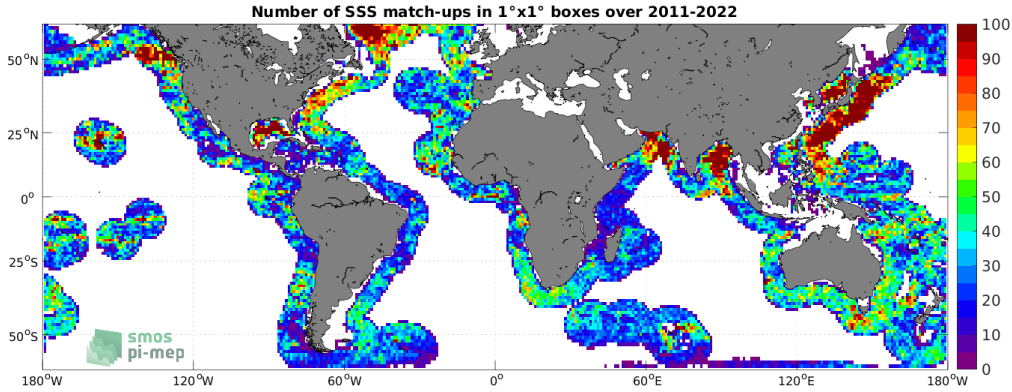 Number of SSS match-ups in 1°x1° boxes over 2011-2022
50°N
25°N
0°
25°S
50°S
180°W
120°W
60°W
0°
60°E
120°E
180°W
100
90
80
70
60
50
40
30
20
10
0
smos
pi-mep